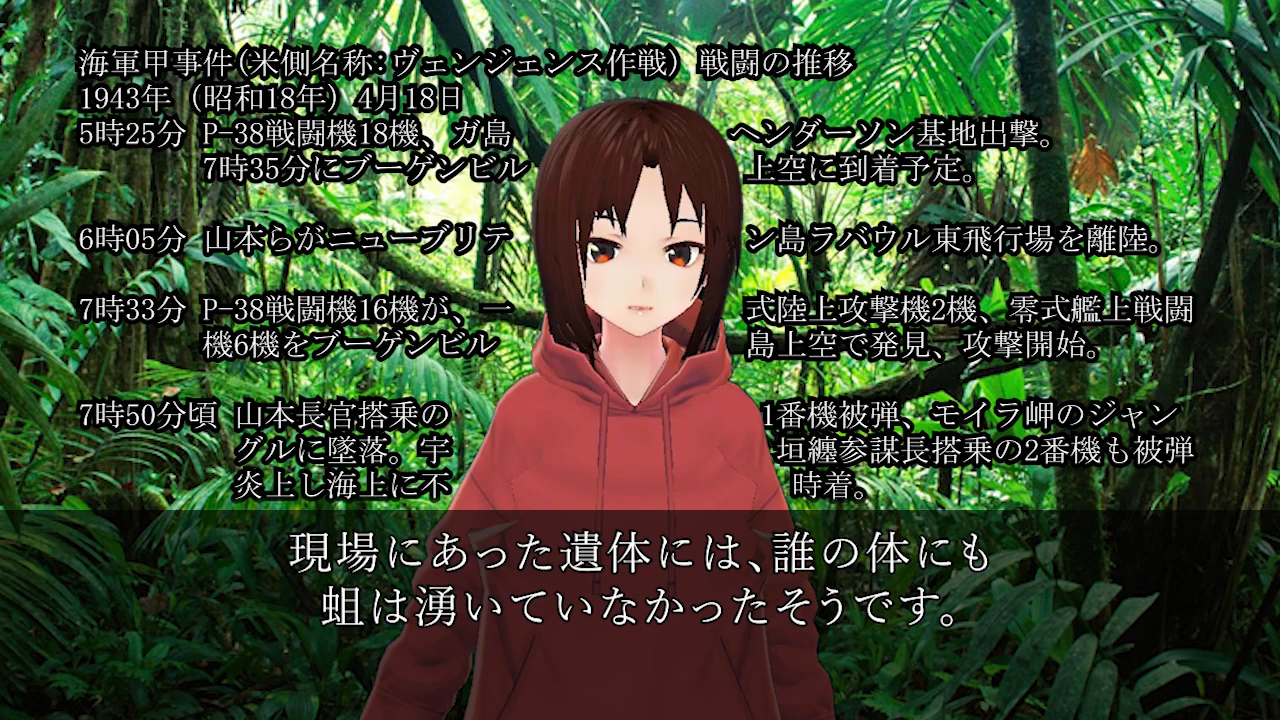 海軍甲事件(米側名称:ヴェンジェンス作戦) 戦闘の推移
1943年 (昭和18年) 4月18日
5時25分 P-38戦闘機18機、ガ島 ヘンダーソン基地出撃。
7時35分にブーゲンビル 上空に到着予定。
6時05分 山本らがニューブリテ ン島ラバウル東飛行場を離陸。
7時33分 P-38戦闘機16機が、一 式陸上攻撃機2機、零式艦上戦闘
機6機をブーゲンビル 島上空で発見、攻撃開始。
7時50分頃 山本長官搭乗の 1番機被弾、モイラ岬のジャン
グルに墜落。宇 垣纏参謀長搭乗の2番機も被弾
炎上し海上に不 時着。
現場にあった遺体には、誰の体にも
蛆は湧いていなかったそうです。